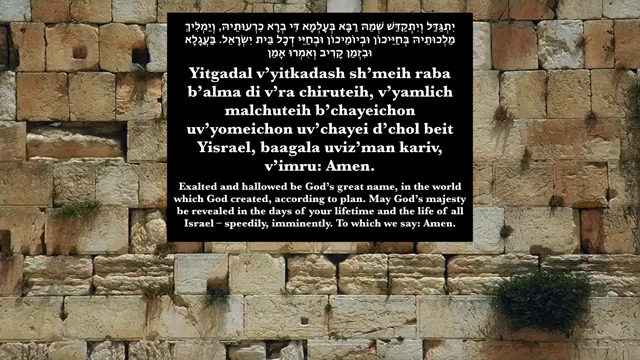 יִתְגַּדַּל וְיִתְקַדַּשׁ שְׁמֵהּ רַבָּא בְּעָלְמָא דִּי בְרָא כִרְעוּתֵיהּ, וְיַמְלִיךְ
מַלְכוּתֵיהּ בְּחַיֵּיכוֹן וּבְיוֹמֵיכוֹן וּבְחַיֵּי דְכָל בֵּית יִשְׂרָאֵל. בַּעֲגָלָא
וּבִזְמַן קָרִיב וְאִמְרוּ אָמֵן
Yitgadal v’yitkadash sh’meih raba
b’alma di v’ra chiruteih, v’yamlich
malchuteih b’chayeichon
uv’yomeichon uv’chayei d’chol beit
Yisrael, baagala uviz’man kariv,
v’imru: Amen.
Exalted and hallowed be God’s great name, in the world
which God created, according to plan. May God’s majesty
be revealed in the days of your lifetime and the life of all
Israel – speedily, imminently. To which we say: Amen.